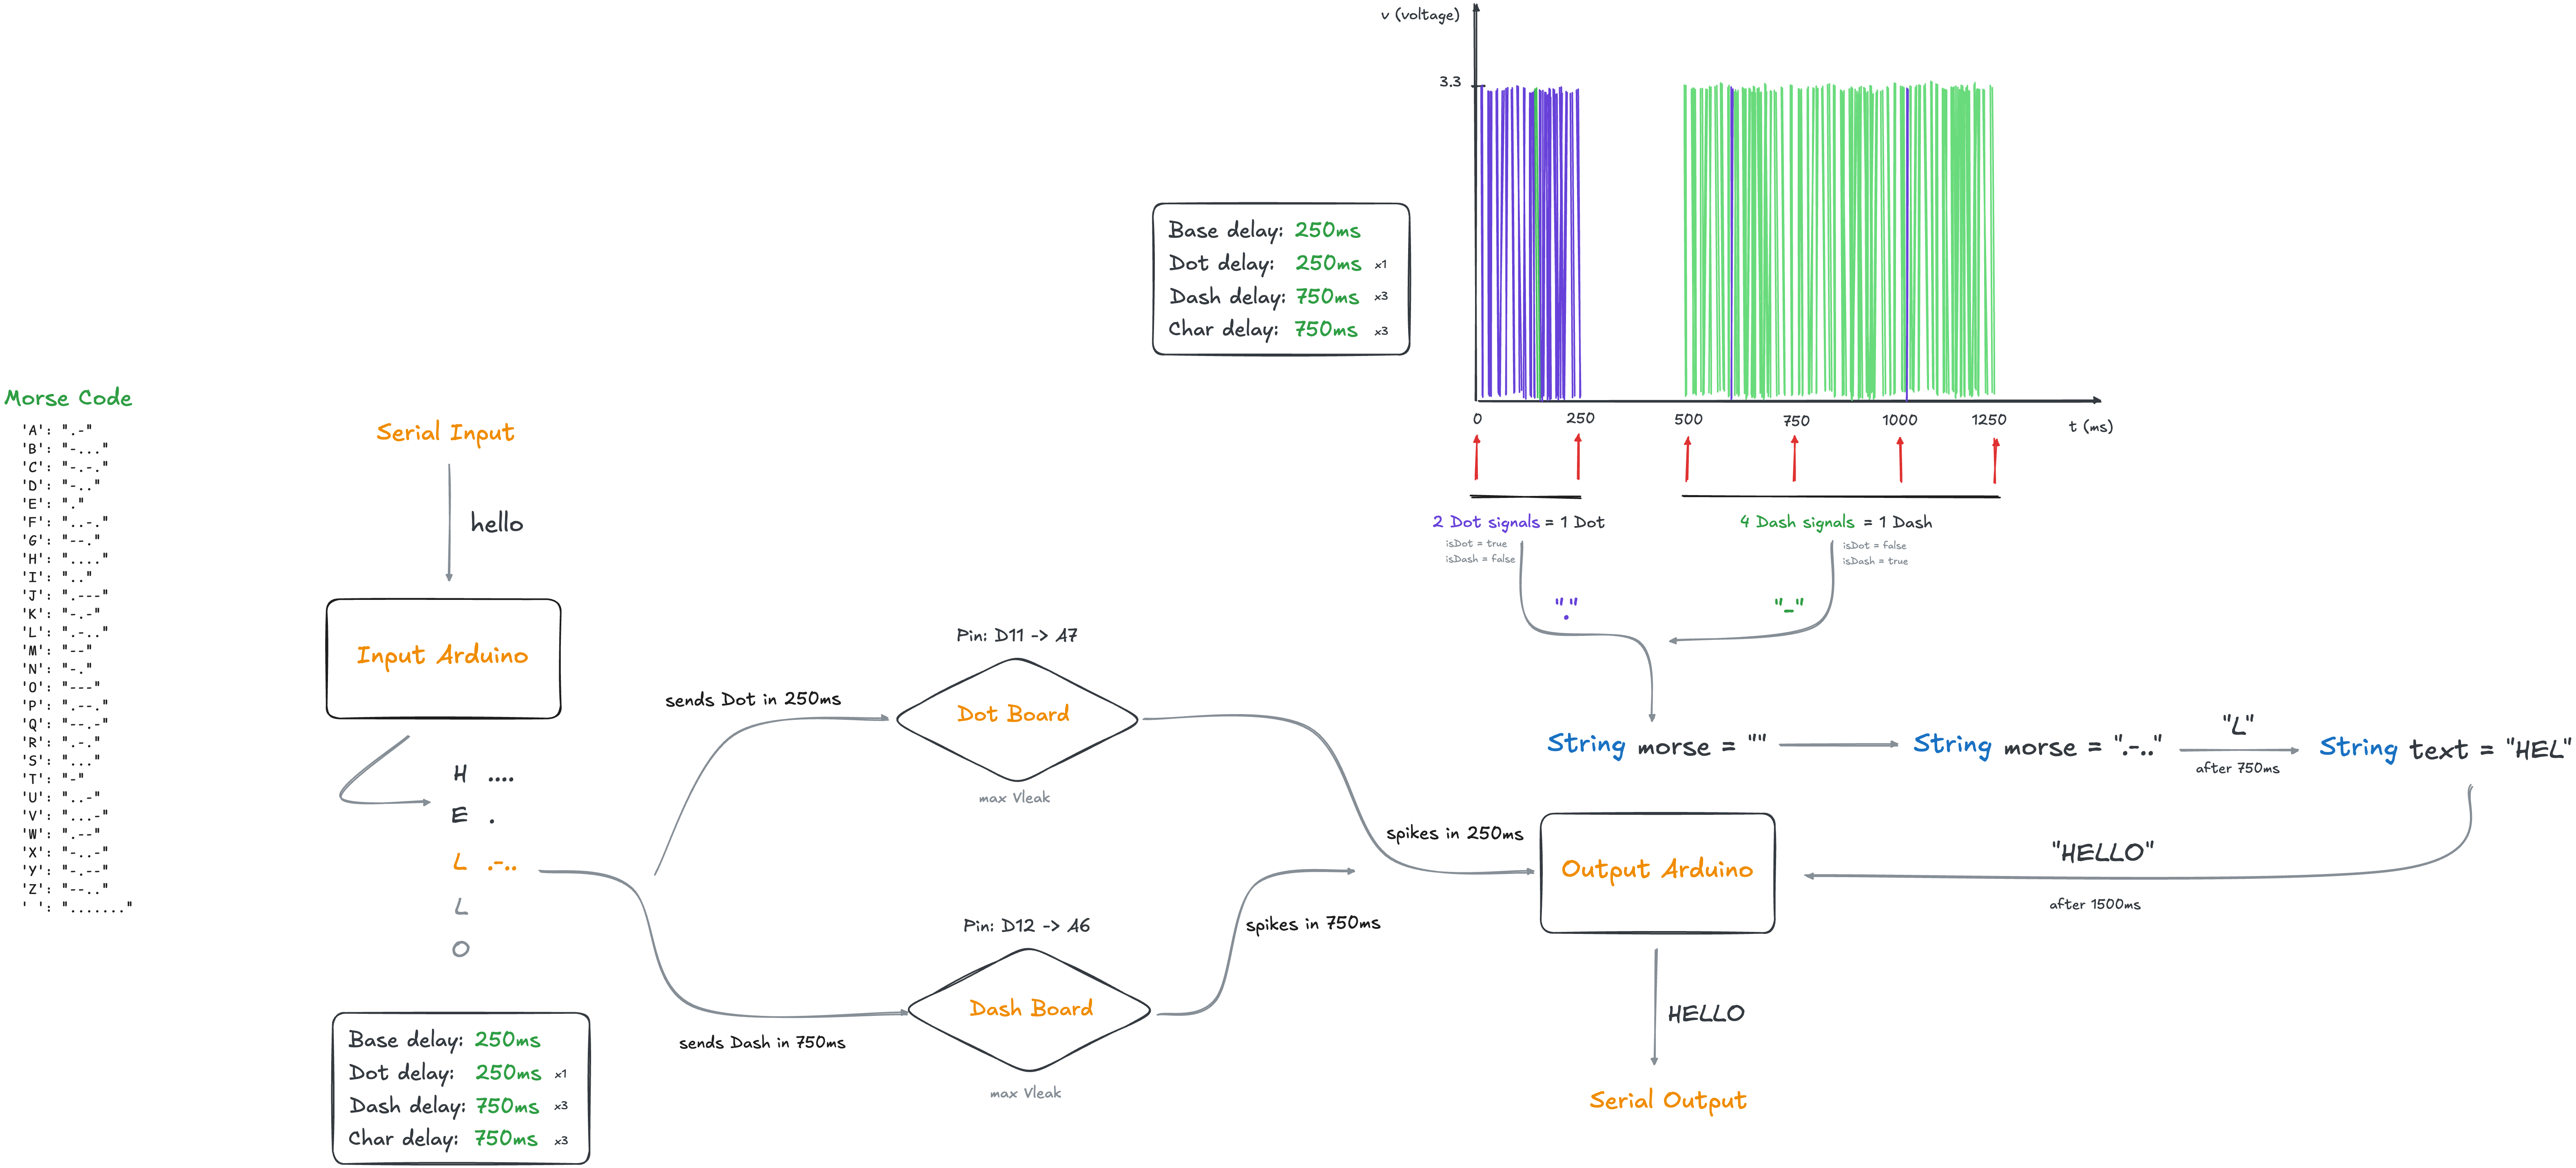 Morse Code
'A': ".-"
'B': "-..."
'C': "-.-."
'D': "-.."
'E': "."
'F': "..-."
'G': "--."
'H': "...."
'I': ".."
'J': ".---"
'K': "-.-"
'L': ".-.."
'M': "--"
'N': "-."
'O': "---"
'P': ".--."
'Q': "--.-"
'R': ".-."
'S': "..."
'T': "-"
'U': "..-"
'V': "...-"
'W': ".--"
'X': "-..-"
'Y': "-.--"
'Z': "--.."
' ': "......."
Serial Input
hello
Input Arduino
H ....
E .
L .-..
L
O
Base delay: 250ms
Dot delay: 250ms x1
Dash delay: 750ms x3
Char delay: 750ms x3
sends Dot in 250ms
sends Dash in 750ms
Pin: D11 -> A7
Dot Board
max Vleak
Pin: D12 -> A6
Dash Board
max Vleak
spikes in 250ms
spikes in 750ms
Base delay: 250ms
Dot delay: 250ms x1
Dash delay: 750ms x3
Char delay: 750ms x3
v (voltage)
3.3
0 250 500 750 1000 1250
t (ms)
2 Dot signals = 1 Dot
isDot = true
isDash = false
4 Dash signals = 1 Dash
isDot = false
isDash = true
"."
"-"
String morse = ""
String morse = ".-.."
"L"
after 750ms
String text = "HEL"
"HELLO"
after 1500ms
Output Arduino
HELLO
Serial Output